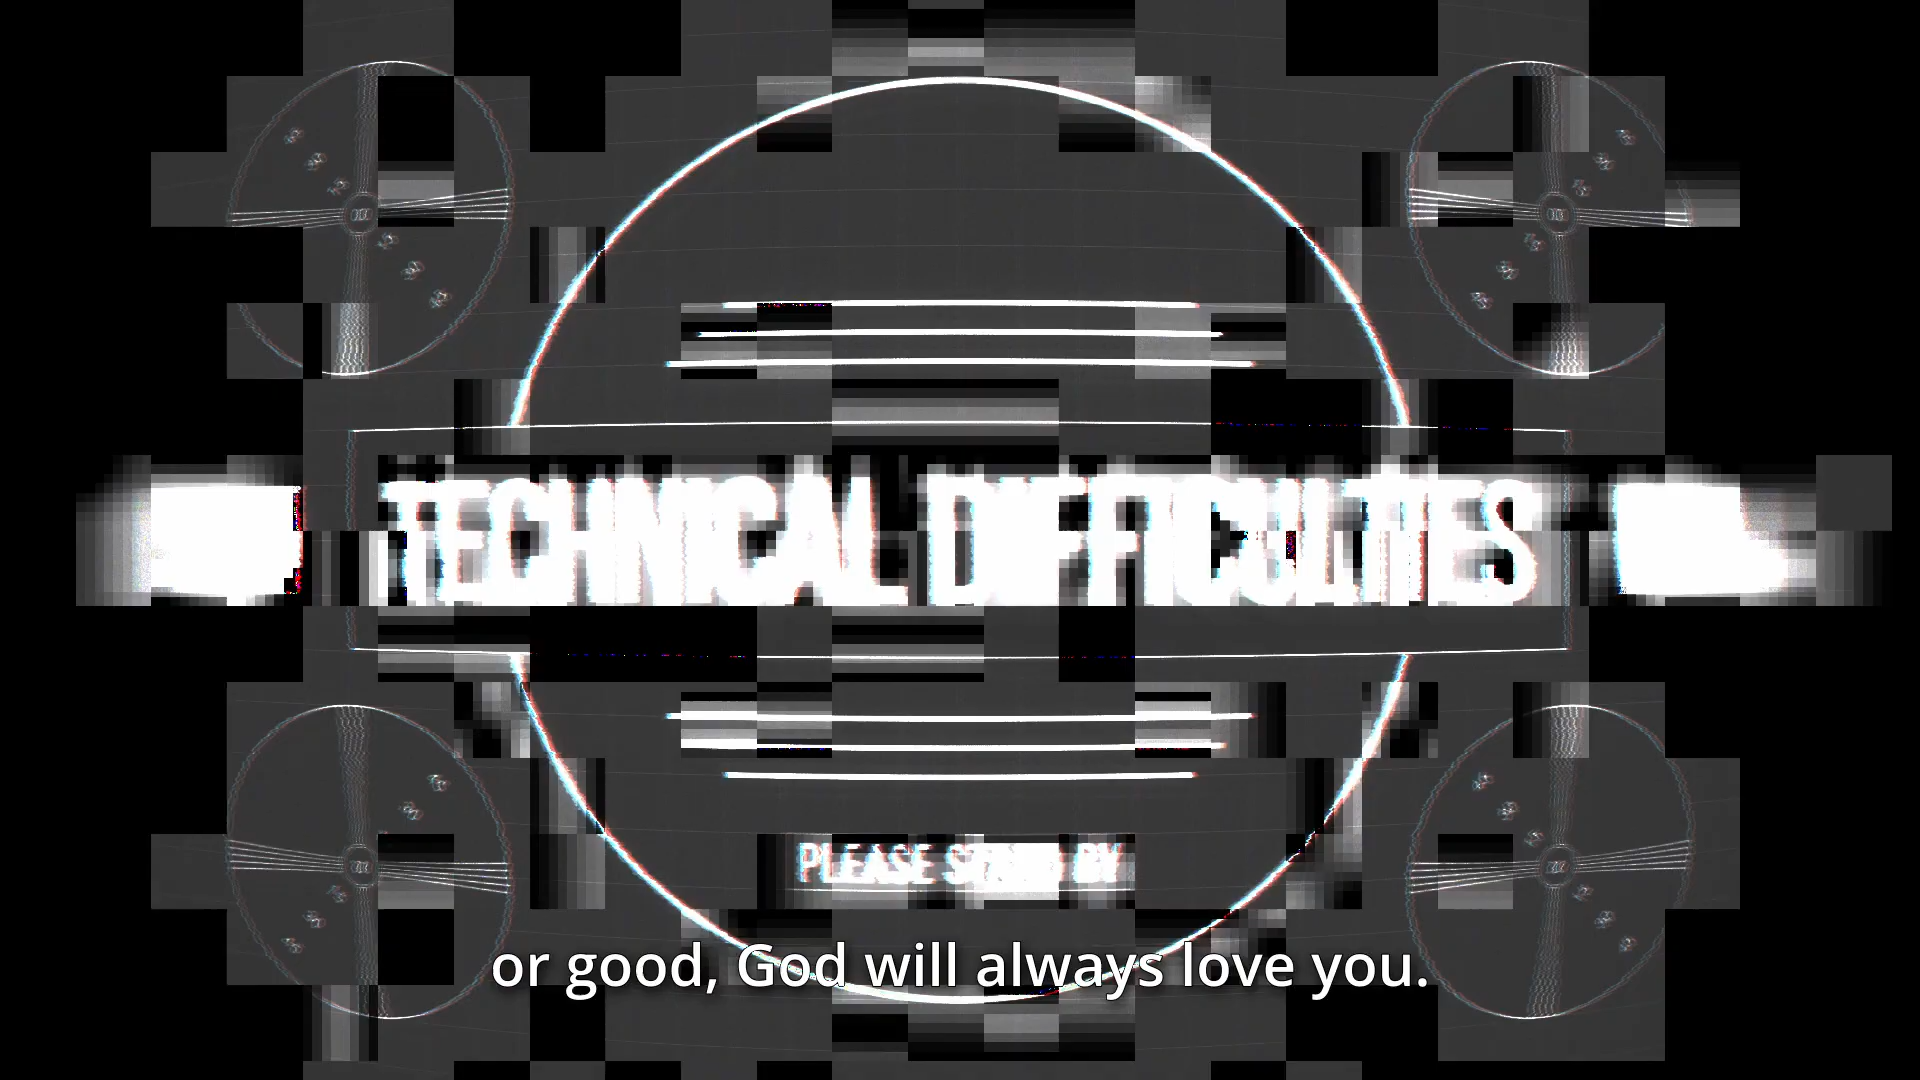 TECHNICAL DIFFICULTIES
PLEASE STAND BY
or good, God will always love you.